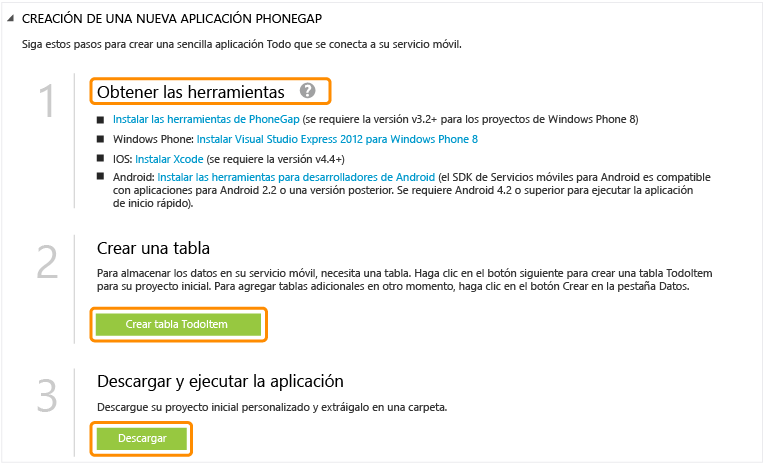 CREACIÓN DE UNA NUEVA APLICACIÓN PHONEGAP
Siga estos pasos para crear una sencilla aplicación Todo que se conecta a su servicio móvil.
1
Obtener las herramientas ?
Instalar las herramientas de PhoneGap (se requiere la versión v3.2+ para los proyectos de Windows Phone 8)
Windows Phone: Instalar Visual Studio Express 2012 para Windows Phone 8
IOS: Instalar Xcode (se requiere la versión v4.4+)
Android: Instalar las herramientas para desarrolladores de Android (el SDK de Servicios móviles para Android es compatible
con aplicaciones para Android 2.2 o una versión posterior. Se requiere Android 4.2 o superior para ejecutar la aplicación
de inicio rápido).
2
Crear una tabla
Para almacenar los datos en su servicio móvil, necesita una tabla. Haga clic en el botón siguiente para crear una tabla TodoItem
para su proyecto inicial. Para agregar tablas adicionales en otro momento, haga clic en el botón Crear en la pestaña Datos.
Crear tabla TodoItem
3
Descargar y ejecutar la aplicación
Descargue su proyecto inicial personalizado y extráigalo en una carpeta.
Descargar